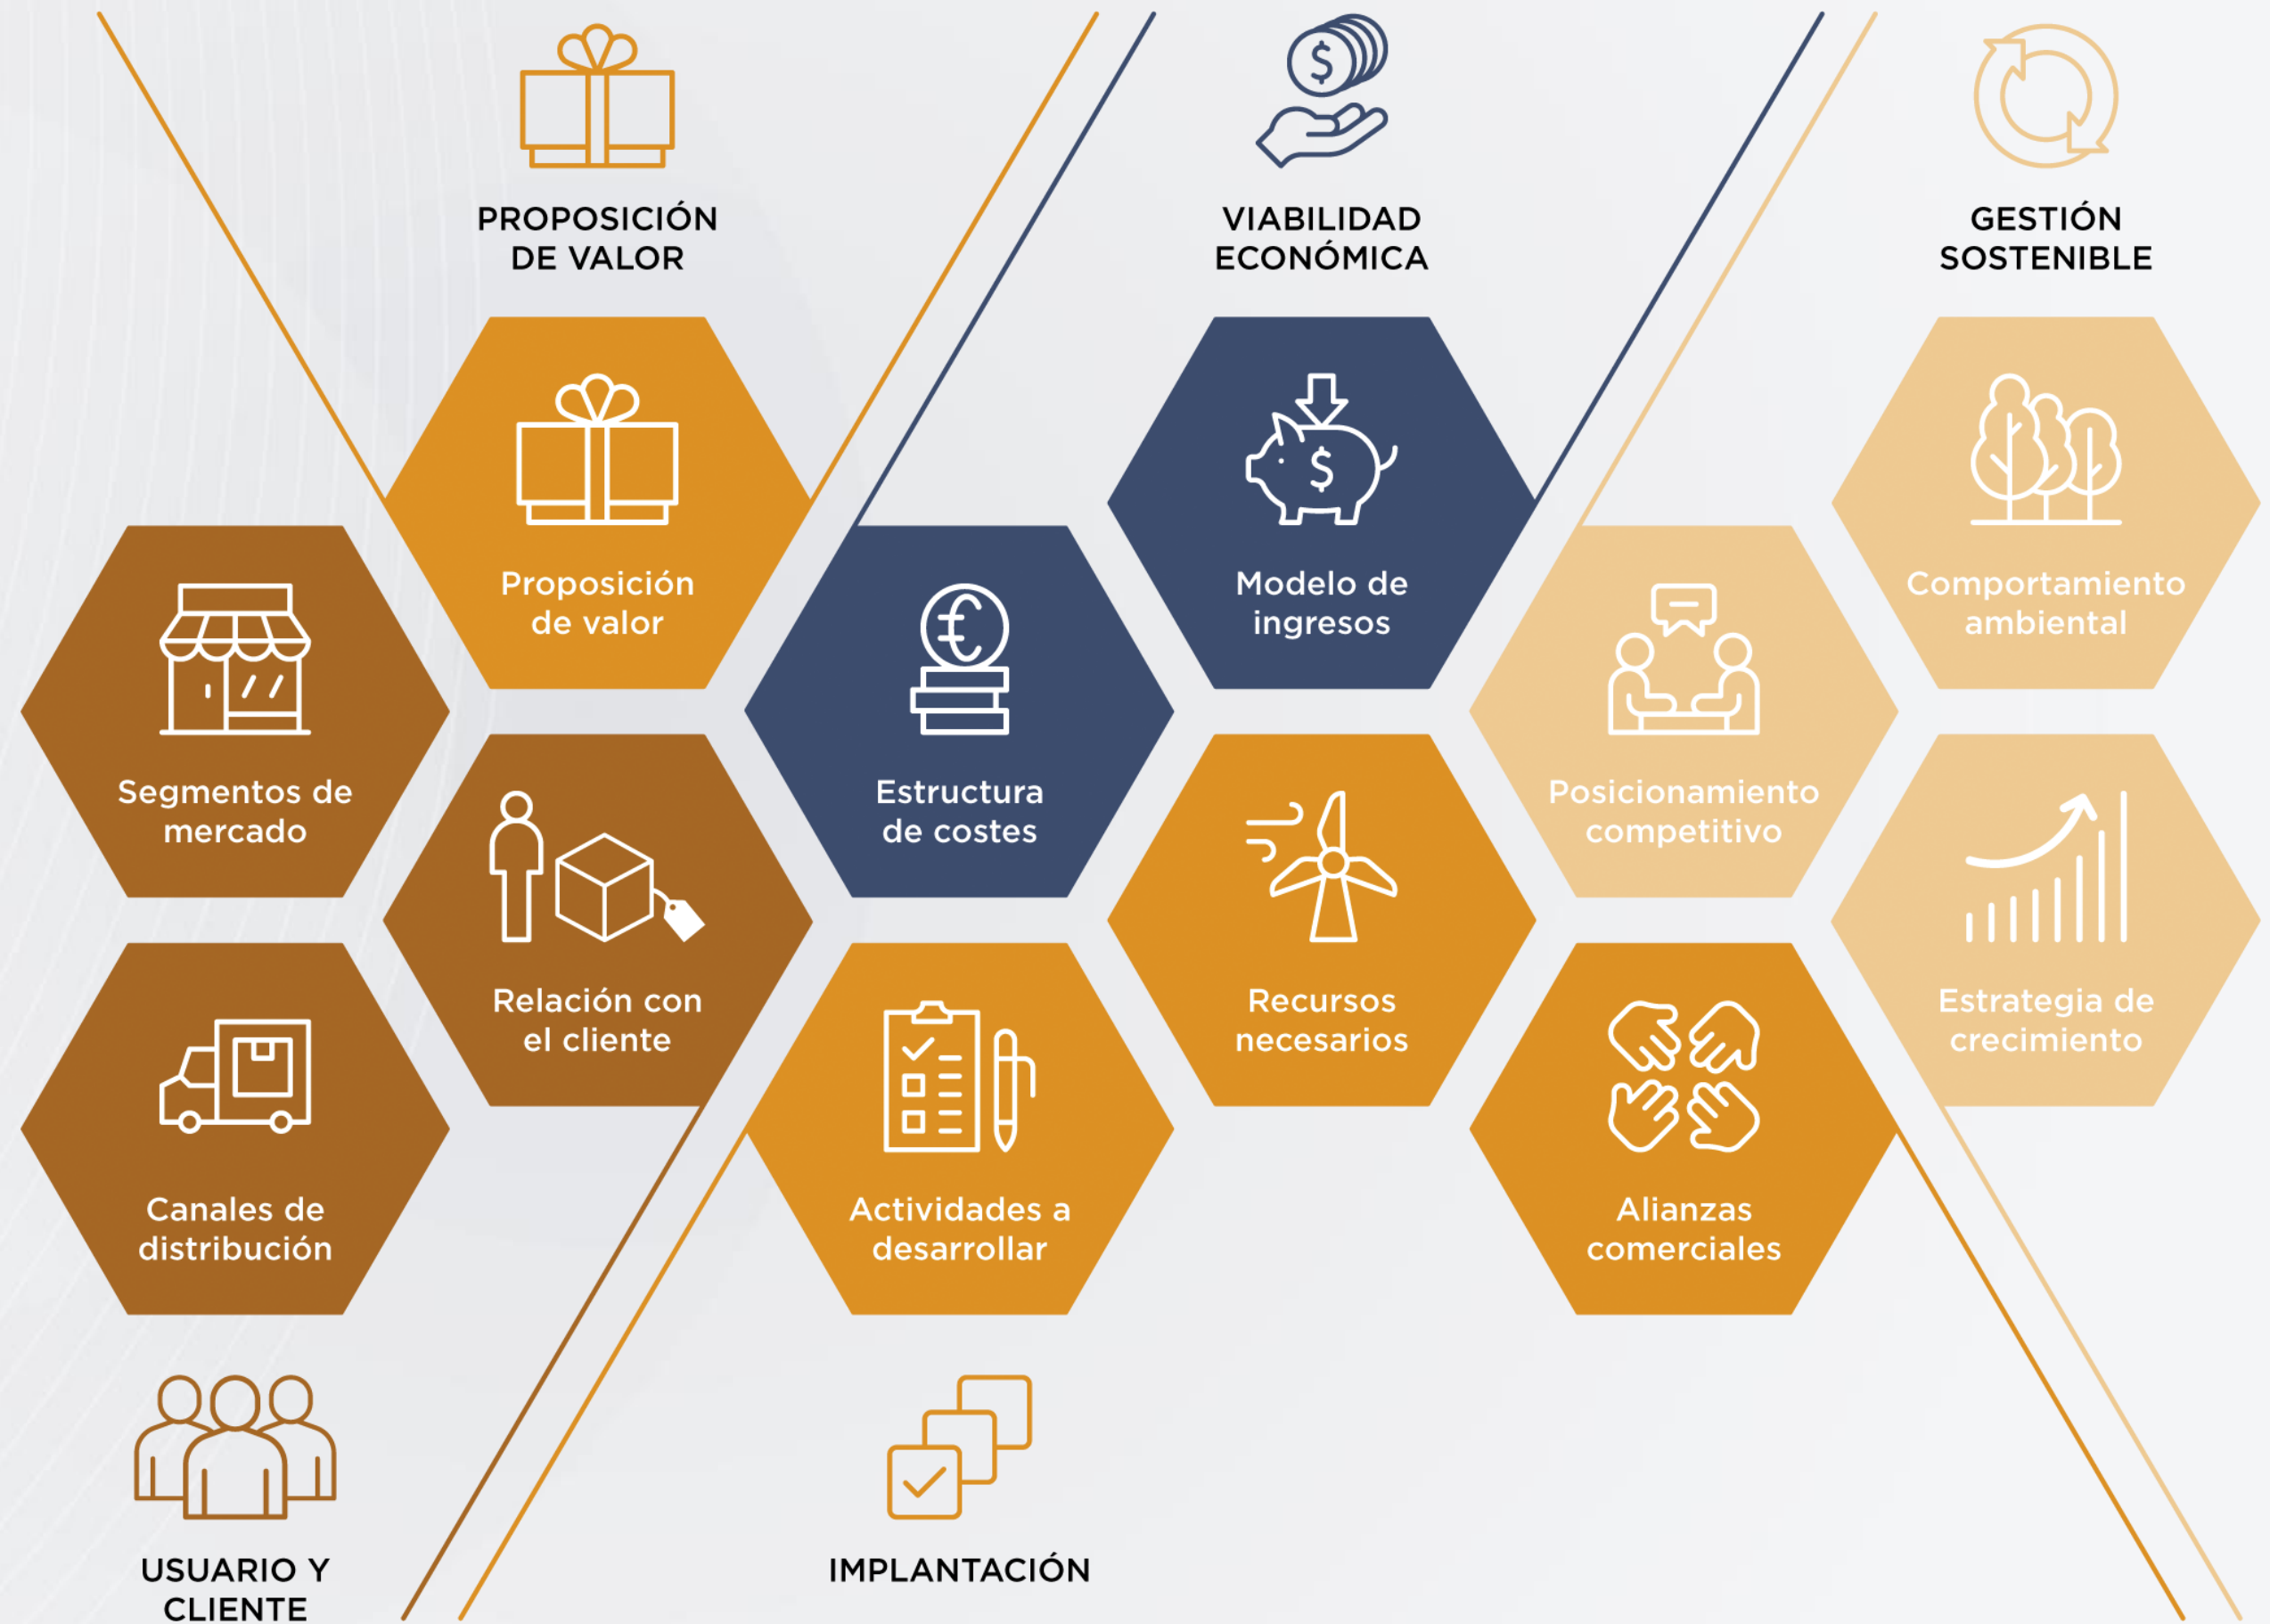 PROPOSICIÓN
DE VALOR
VIABILIDAD
ECONÓMICA
GESTIÓN
SOSTENIBLE
Proposición
de valor
Modelo de
ingresos
Comportamiento
ambiental
Segmentos de
mercado
Estructura
de costes
Posicionamiento
competitivo
Relación con
el cliente
Recursos
necesarios
Estrategia de
crecimiento
Canales de
distribución
Actividades a
desarrollar
Alianzas
comerciales
USUARIO Y
CLIENTE
IMPLANTACIÓN